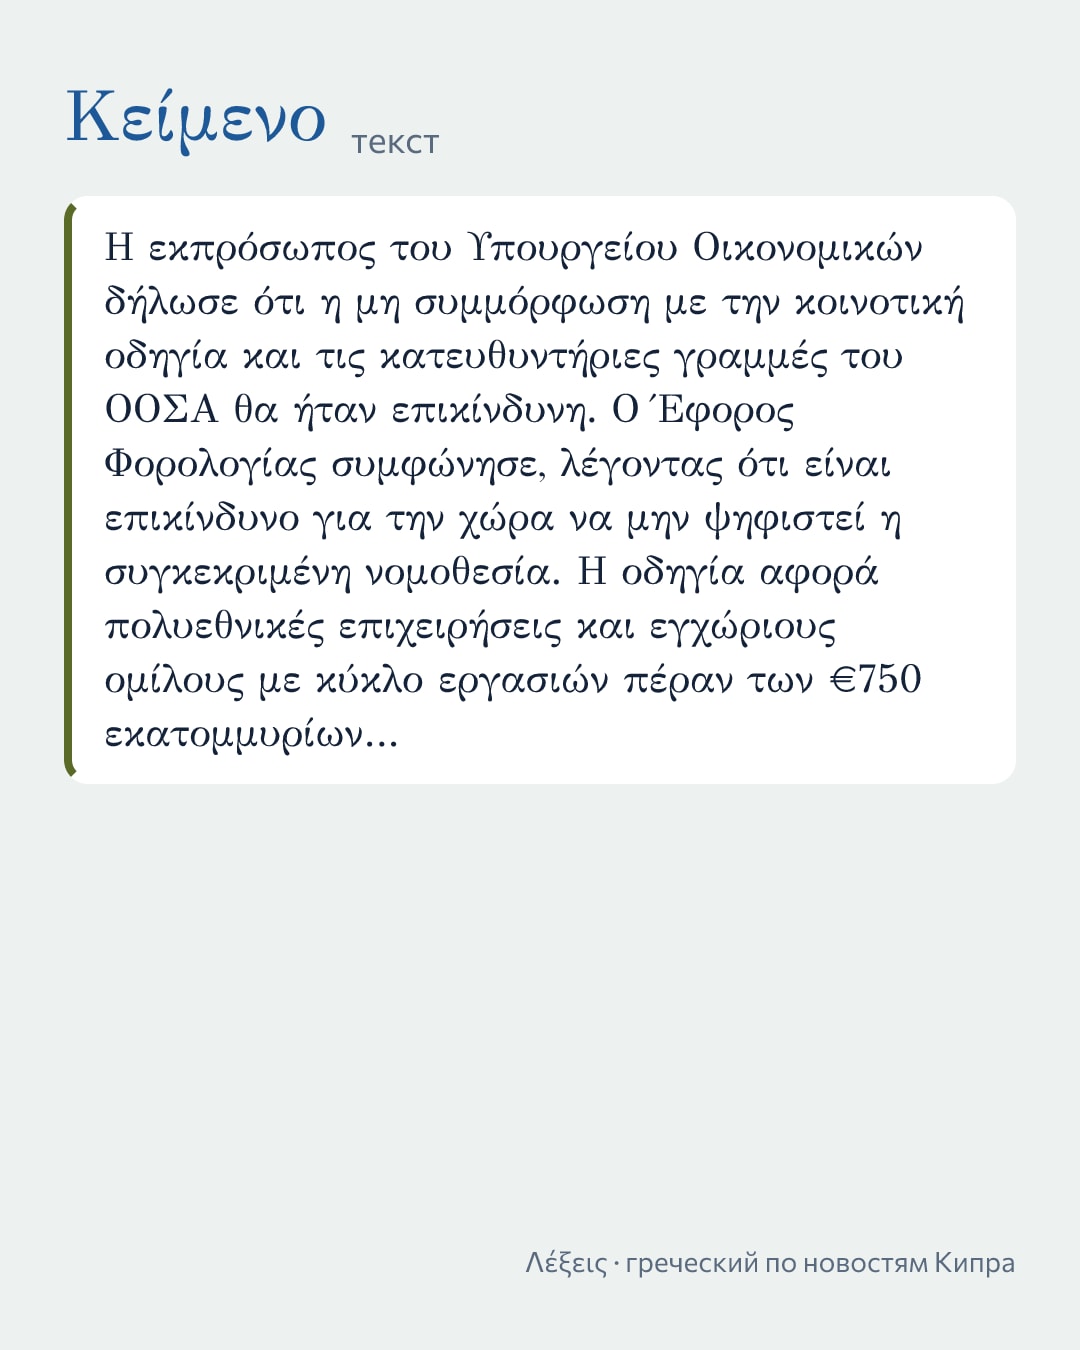 Κείμενο текст
Η εκπρόσωπος του Υπουργείου Οικονομικών
δήλωσε ότι η μη συμμόρφωση με την κοινοτική
οδηγία και τις κατευθυντήριες γραμμές του
ΟΟΣΑ θα ήταν επικίνδυνη. Ο Έφορος
Φορολογίας συμφώνησε, λέγοντας ότι είναι
επικίνδυνο για την χώρα να μην ψηφιστεί η
συγκεκριμένη νομοθεσία. Η οδηγία αφορά
πολυεθνικές επιχειρήσεις και εγχώριους
ομίλους με κύκλο εργασιών πέραν των €750
εκατομμυρίων...
Λέξεις · греческий по новостям Кипра